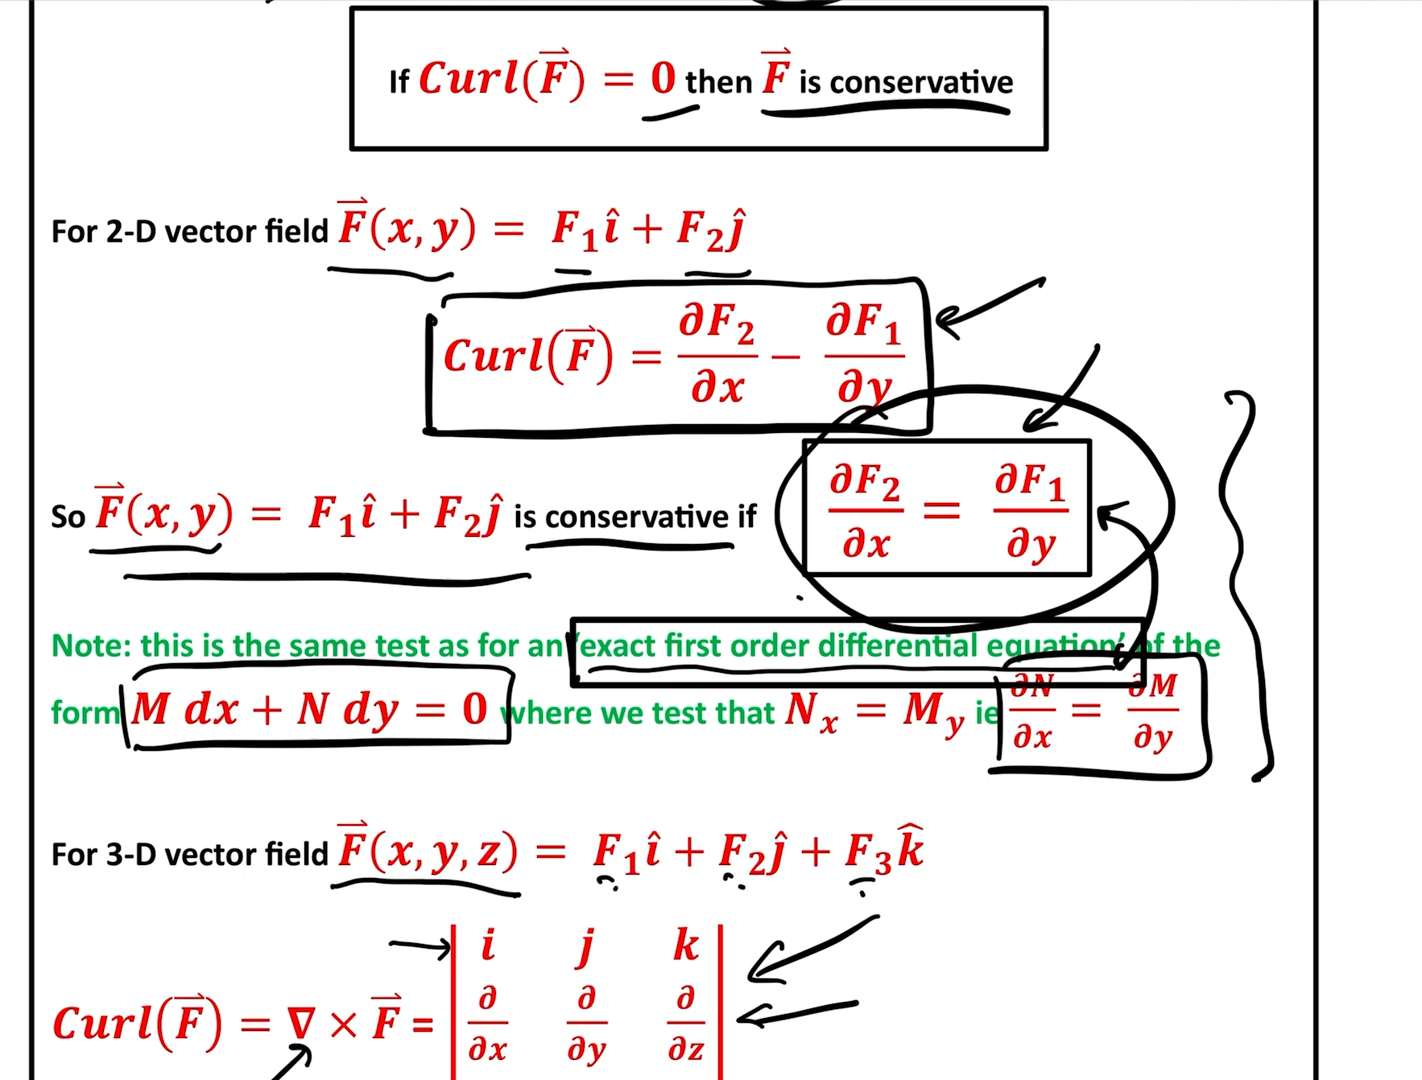 If Curl(F⃗) = 0 then F⃗ is conservative
For 2-D vector field F⃗(x, y) = F₁î + F₂ĵ
Curl(F⃗) = ∂F₂/∂x − ∂F₁/∂y
So F⃗(x, y) = F₁î + F₂ĵ is conservative if ∂F₂/∂x = ∂F₁/∂y
Note: this is the same test as for an 'exact first order differential equation' of the
form M dx + N dy = 0 where we test that Nₓ = M_y ie ∂N/∂x = ∂M/∂y
For 3-D vector field F⃗(x, y, z) = F₁î + F₂ĵ + F₃k̂
i j k
Curl(F⃗) = ∇ × F⃗ = ∂/∂x ∂/∂y ∂/∂z